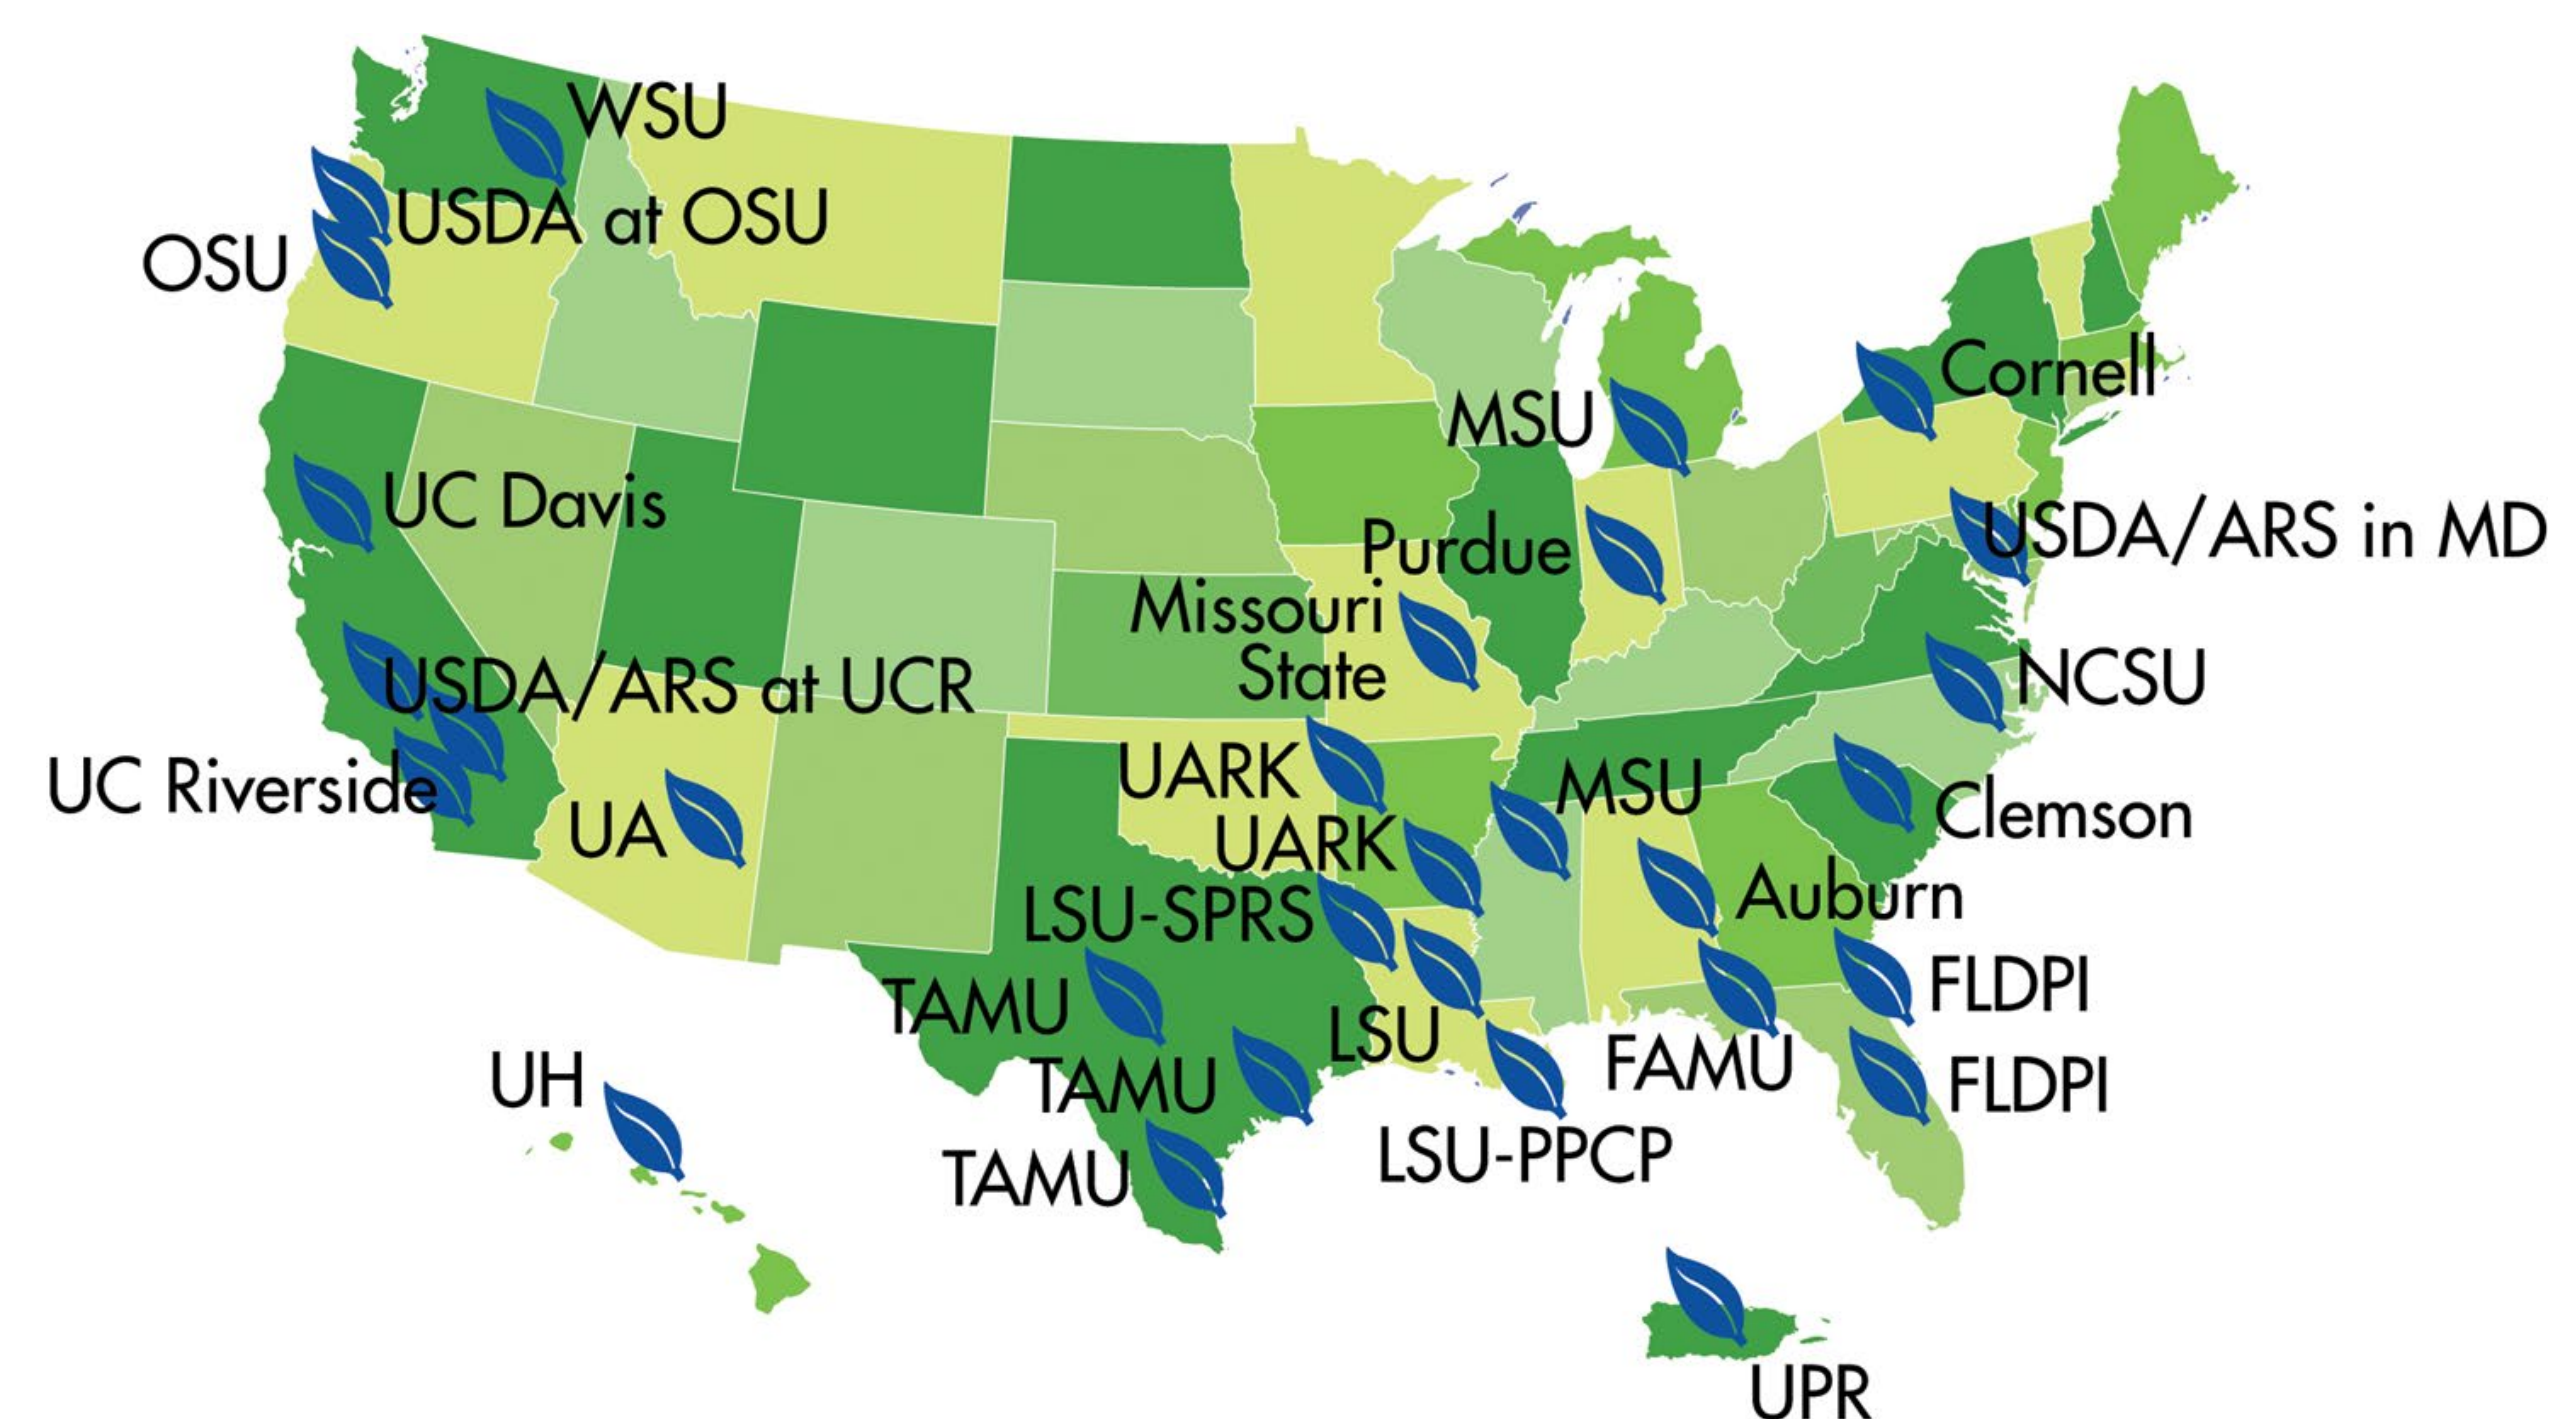 WSU
USDA at OSU
OSU
Cornell
MSU
UC Davis
USDA/ARS in MD
Purdue
Missouri
State
USDA/ARS at UCR
NCSU
UC Riverside
UARK
MSU
UA
Clemson
UARK
Auburn
LSU-SPRS
FLDPI
TAMU
LSU
FAMU
TAMU
FLDPI
UH
LSU-PPCP
TAMU
UPR